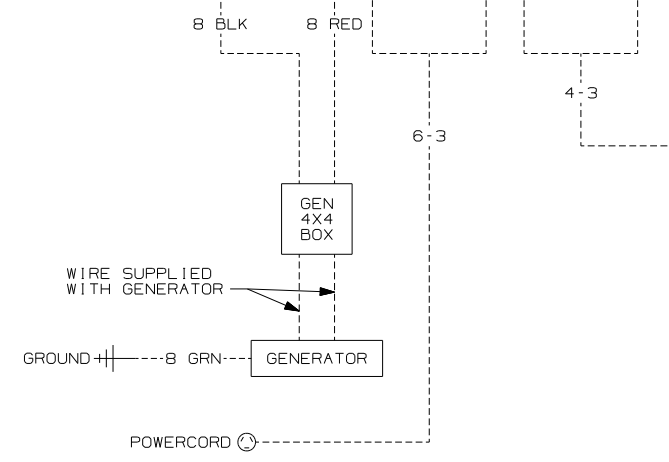 8 BLK
8 RED
4-3
6-3
GEN
4X4
BOX
WIRE SUPPLIED
WITH GENERATOR
GROUND
8 GRN
GENERATOR
POWERCORD